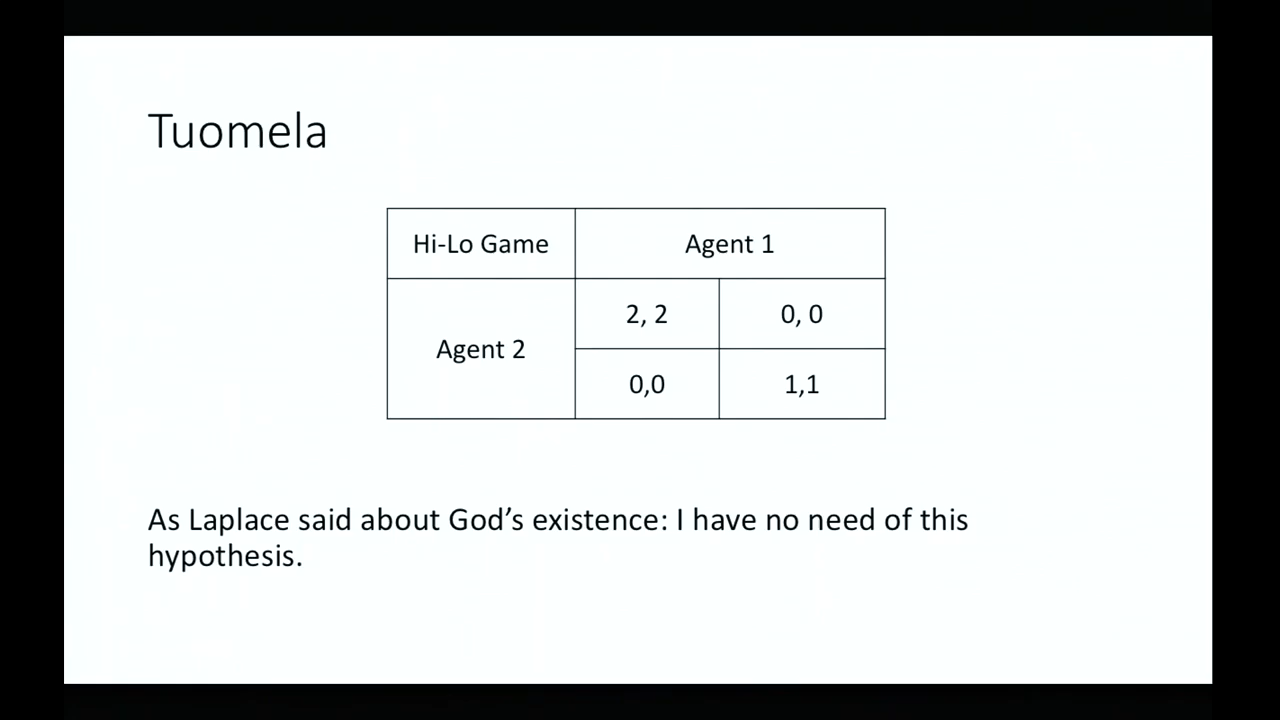 Tuomela
Hi-Lo Game
Agent 1
2, 2
0, 0
Agent 2
0,0
1,1
As Laplace said about God’s existence: I have no need of this
hypothesis.